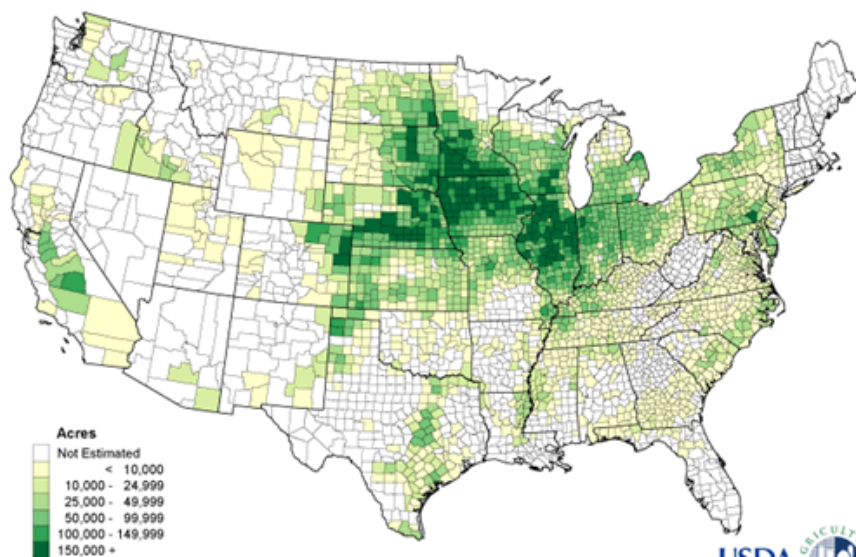 Acres
Not Estimated
< 10,000
10,000 - 24,999
25,000 - 49,999
50,000 - 99,999
100,000 - 149,999
150,000 +
USDA